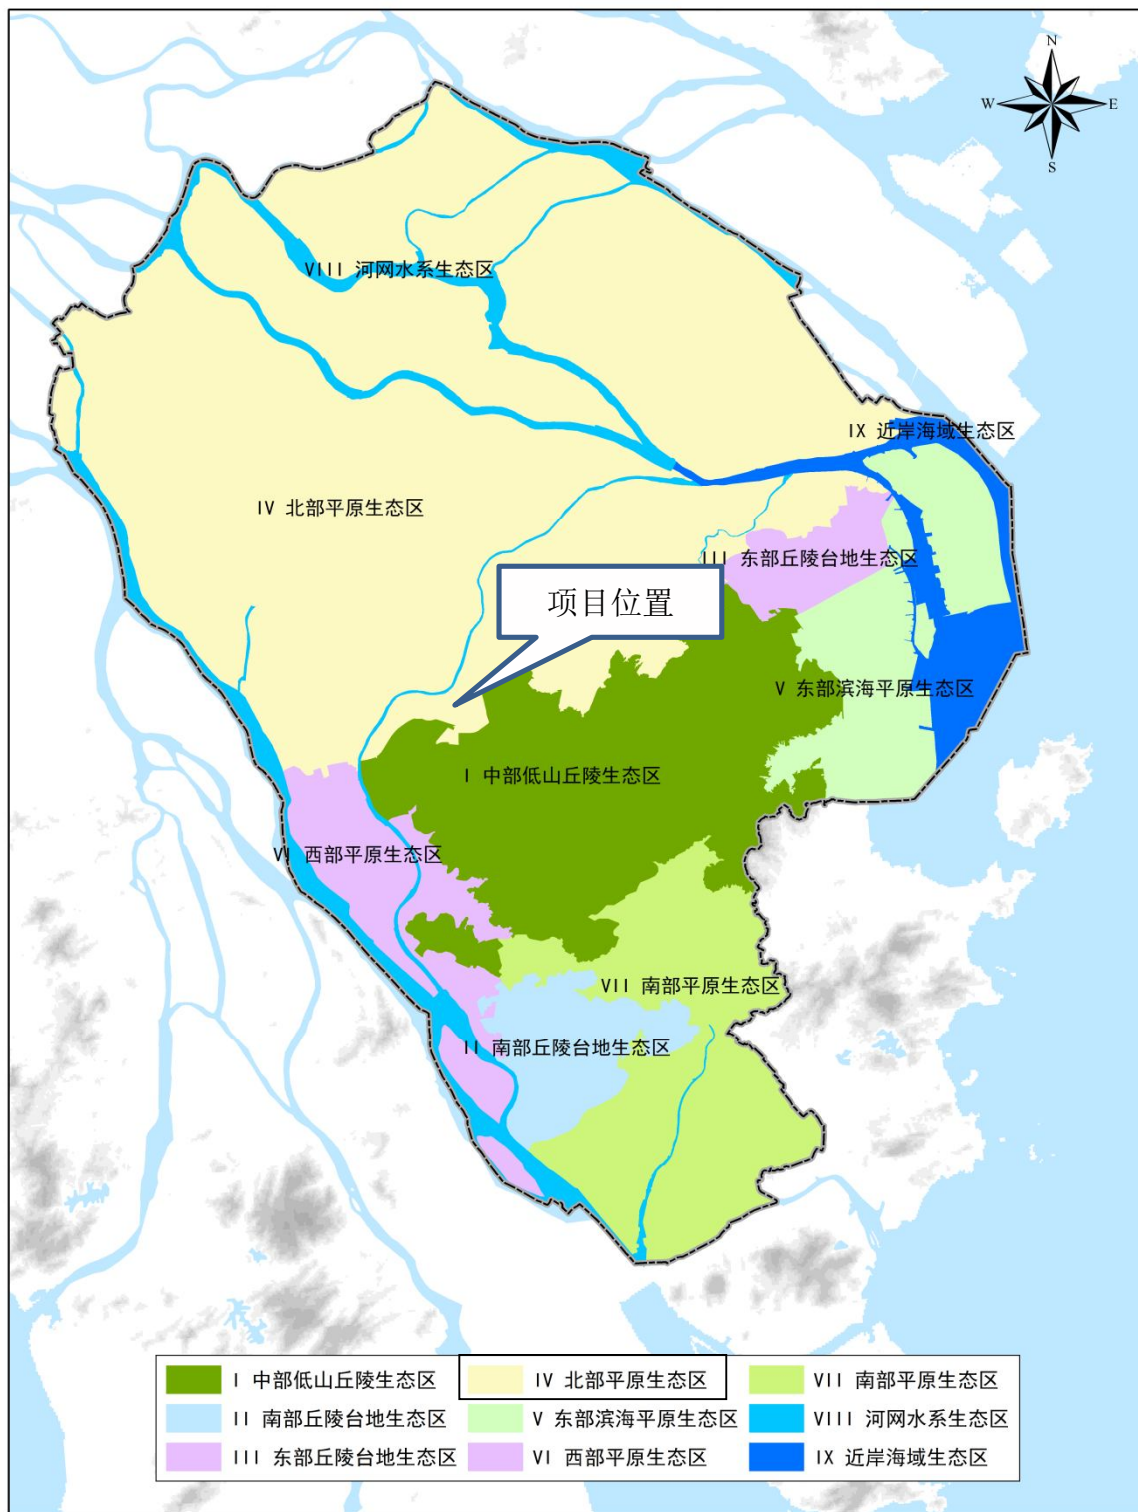 N
W E
S
VIII 河网水系生态区
IX 近岸海域生态区
IV 北部平原生态区
III 东部丘陵台地生态区
项目位置
V 东部滨海平原生态区
I 中部低山丘陵生态区
VI 西部平原生态区
VII 南部平原生态区
II 南部丘陵台地生态区
I 中部低山丘陵生态区 IV 北部平原生态区 VII 南部平原生态区
II 南部丘陵台地生态区 V 东部滨海平原生态区 VIII 河网水系生态区
III 东部丘陵台地生态区 VI 西部平原生态区 IX 近岸海域生态区